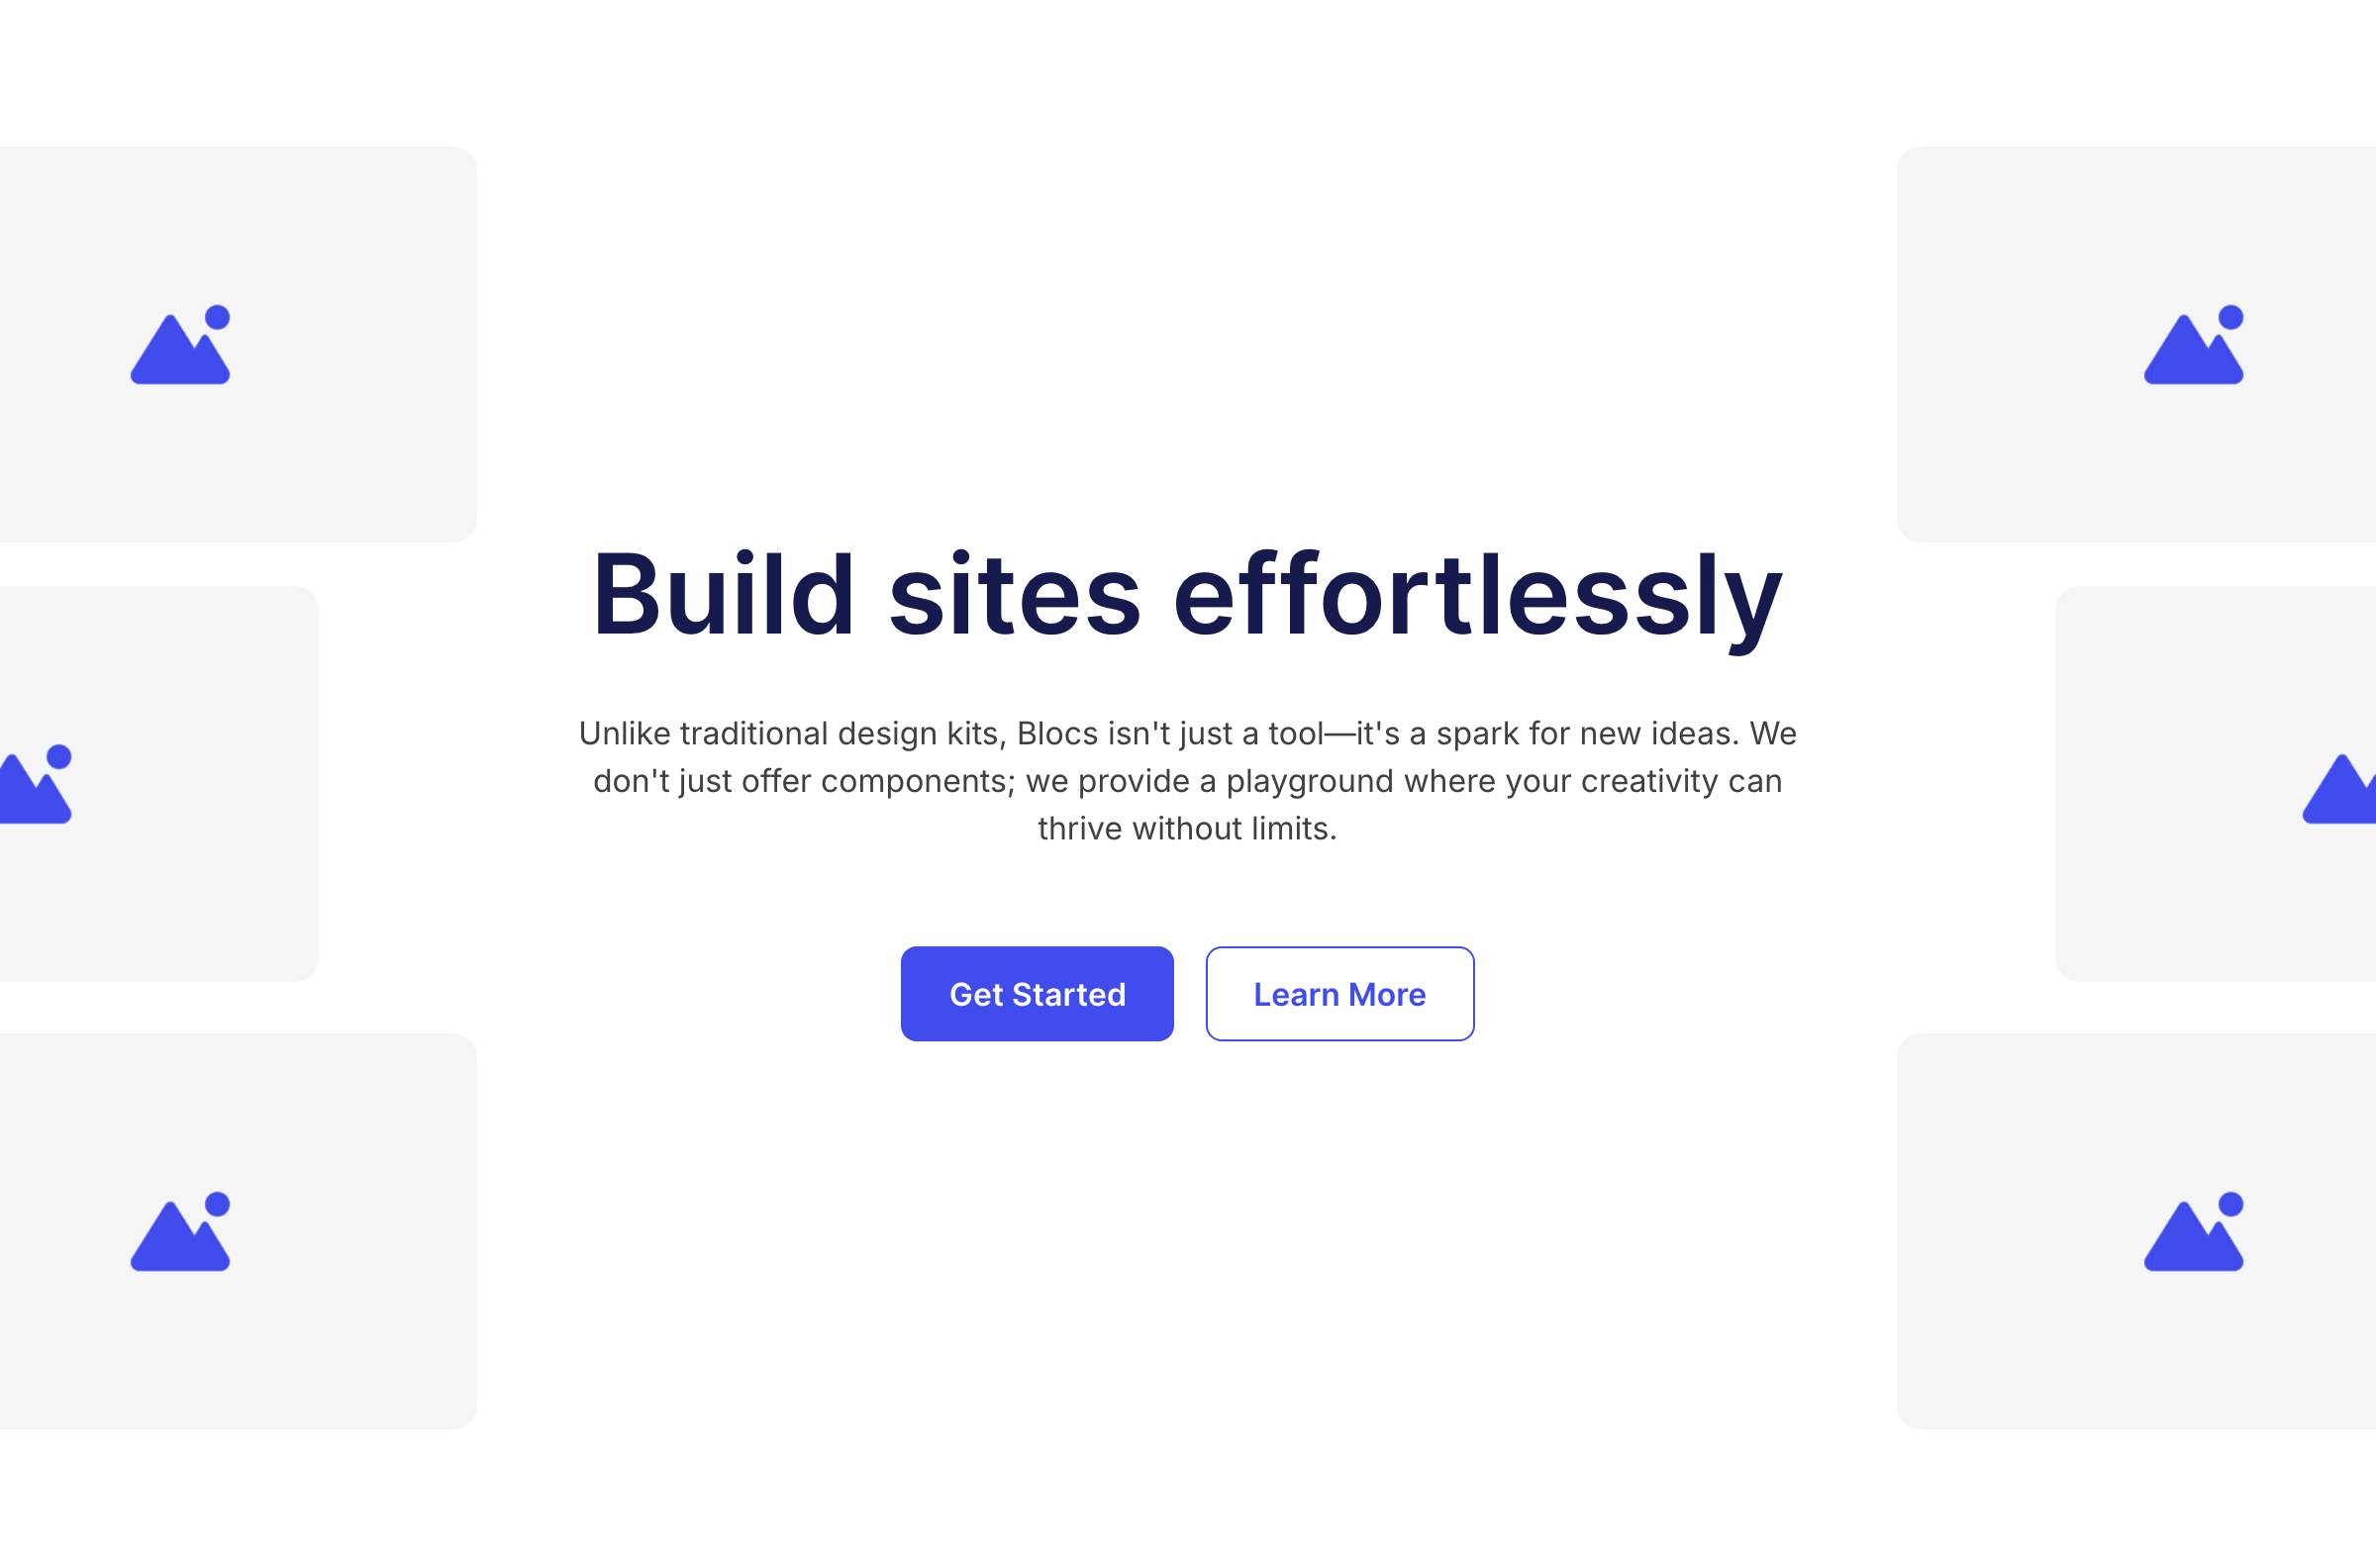 Build sites effortlessly
Unlike traditional design kits, Blocs isn't just a tool—it's a spark for new ideas. We
don't just offer components; we provide a playground where your creativity can
thrive without limits.
Get Started
Learn More